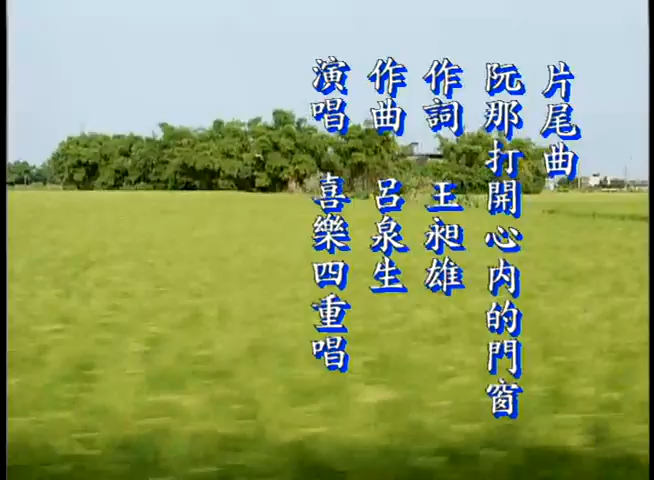 片尾曲
阮那打開心內的門窗
作詞 王昶雄
作曲 呂泉生
演唱 喜樂四重唱